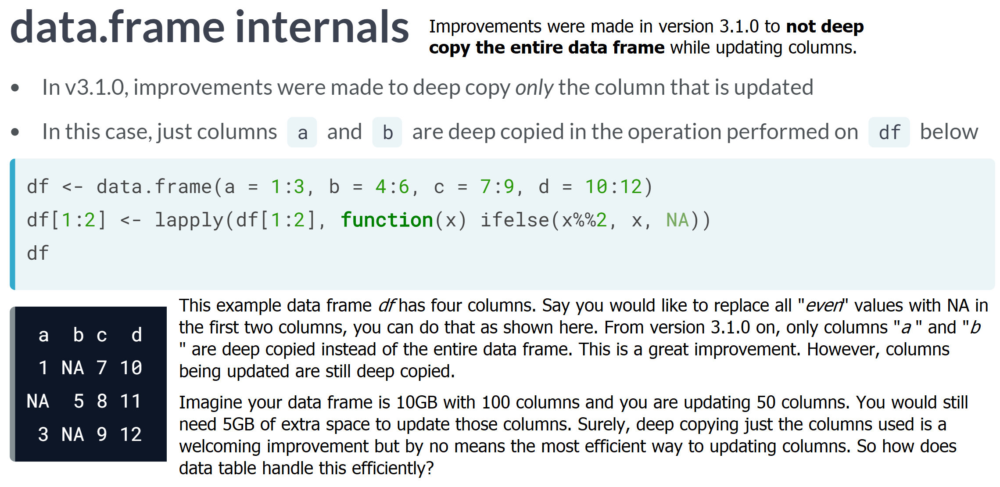 data.frame internals
Improvements were made in version 3.1.0 to not deep
copy the entire data frame while updating columns.
• In v3.1.0, improvements were made to deep copy only the column that is updated
• In this case, just columns a and b are deep copied in the operation performed on df below
df <- data.frame(a = 1:3, b = 4:6, c = 7:9, d = 10:12)
df[1:2] <- lapply(df[1:2], function(x) ifelse(x%%2, x, NA))
df
a b c d
1 NA 7 10
NA 5 8 11
3 NA 9 12
This example data frame df has four columns. Say you would like to replace all "even" values with NA in
the first two columns, you can do that as shown here. From version 3.1.0 on, only columns "a " and "b
" are deep copied instead of the entire data frame. This is a great improvement. However, columns
being updated are still deep copied.
Imagine your data frame is 10GB with 100 columns and you are updating 50 columns. You would still
need 5GB of extra space to update those columns. Surely, deep copying just the columns used is a
welcoming improvement but by no means the most efficient way to updating columns. So how does
data table handle this efficiently?